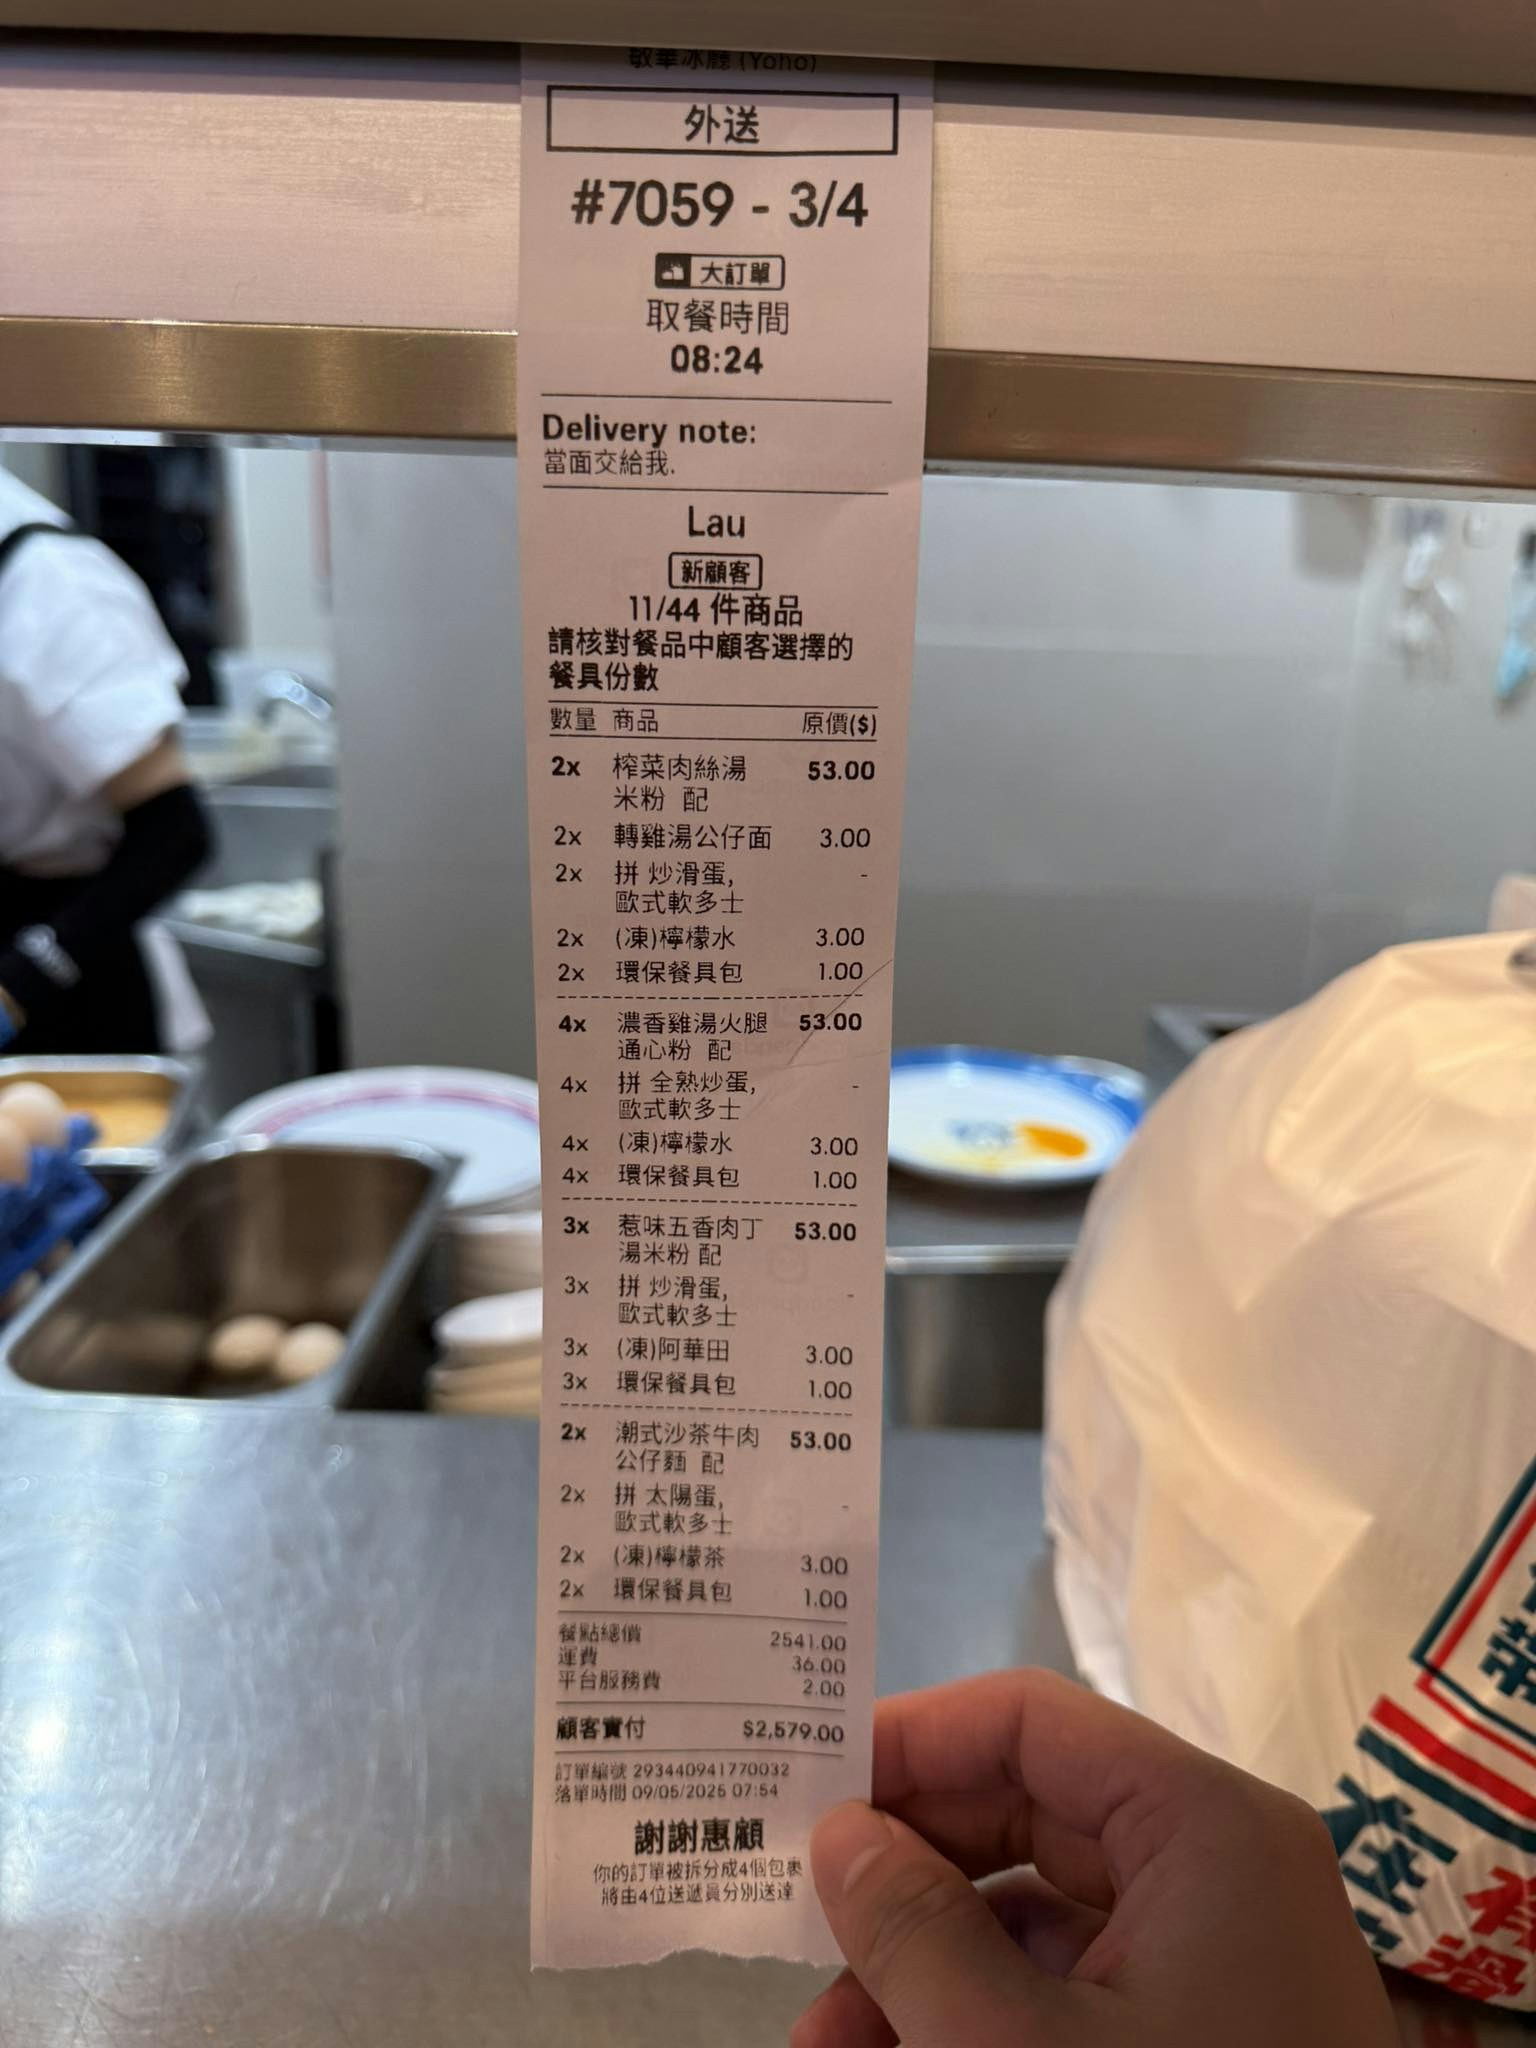 敏華冰廳 (Yoho)
外送
#7059 - 3/4
大訂單
取餐時間
08:24
Delivery note:
當面交給我.
Lau
新顧客
11/44 件商品
請核對餐品中顧客選擇的
餐具份數
數量 商品 原價($)
2x 榨菜肉絲湯 53.00
米粉 配
2x 轉雞湯公仔面 3.00
2x 拼 炒滑蛋, -
歐式軟多士
2x (凍)檸檬水 3.00
2x 環保餐具包 1.00
4x 濃香雞湯火腿 53.00
通心粉 配
4x 拼 全熟炒蛋, -
歐式軟多士
4x (凍)檸檬水 3.00
4x 環保餐具包 1.00
3x 惹味五香肉丁 53.00
湯米粉 配
3x 拼 炒滑蛋, -
歐式軟多士
3x (凍)阿華田 3.00
3x 環保餐具包 1.00
2x 潮式沙茶牛肉 53.00
公仔麵 配
2x 拼 太陽蛋, -
歐式軟多士
2x (凍)檸檬茶 3.00
2x 環保餐具包 1.00
餐點總價 2541.00
運費 36.00
平台服務費 2.00
顧客實付 $2,579.00
訂單編號 293440941770032
落單時間 09/05/2026 07:54
謝謝惠顧
你的訂單被拆分成4個包裹
將由4位送遞員分別送達